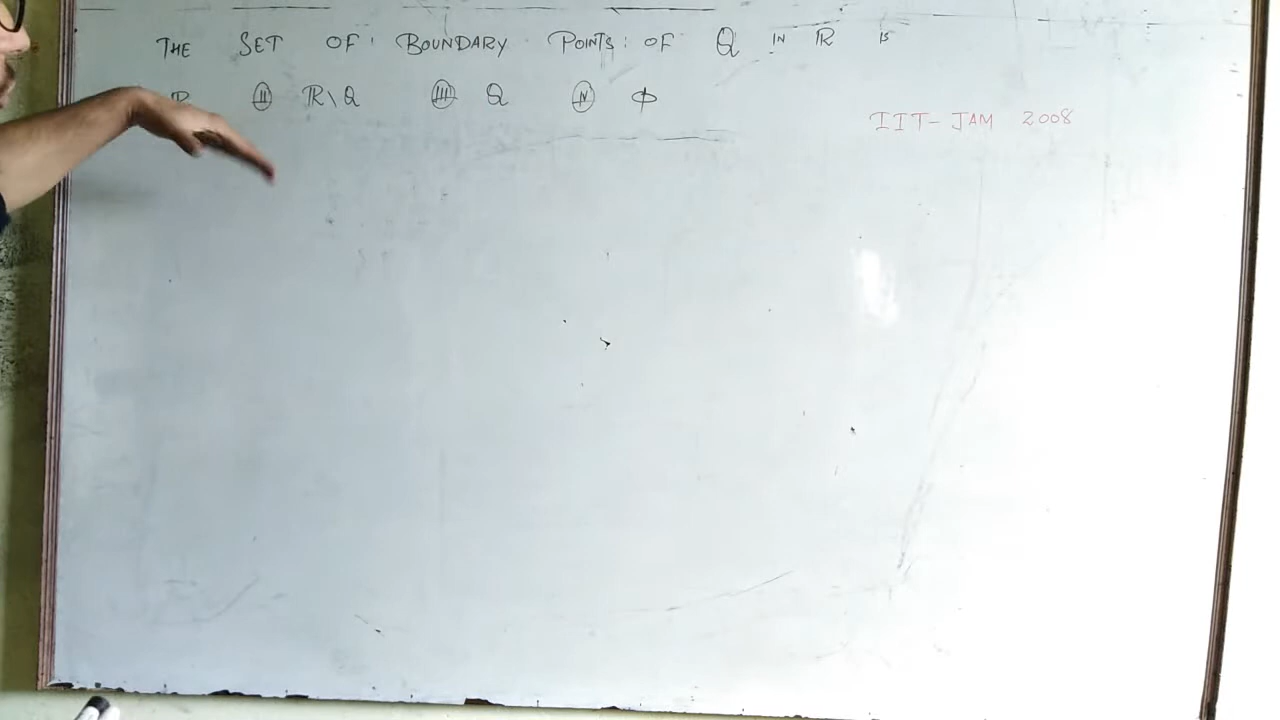 THE SET OF BOUNDARY POINTS: OF Q IN ℝ IS
ℝ (II) ℝ\Q (III) Q (IV) ϕ
IIT-JAM 2008